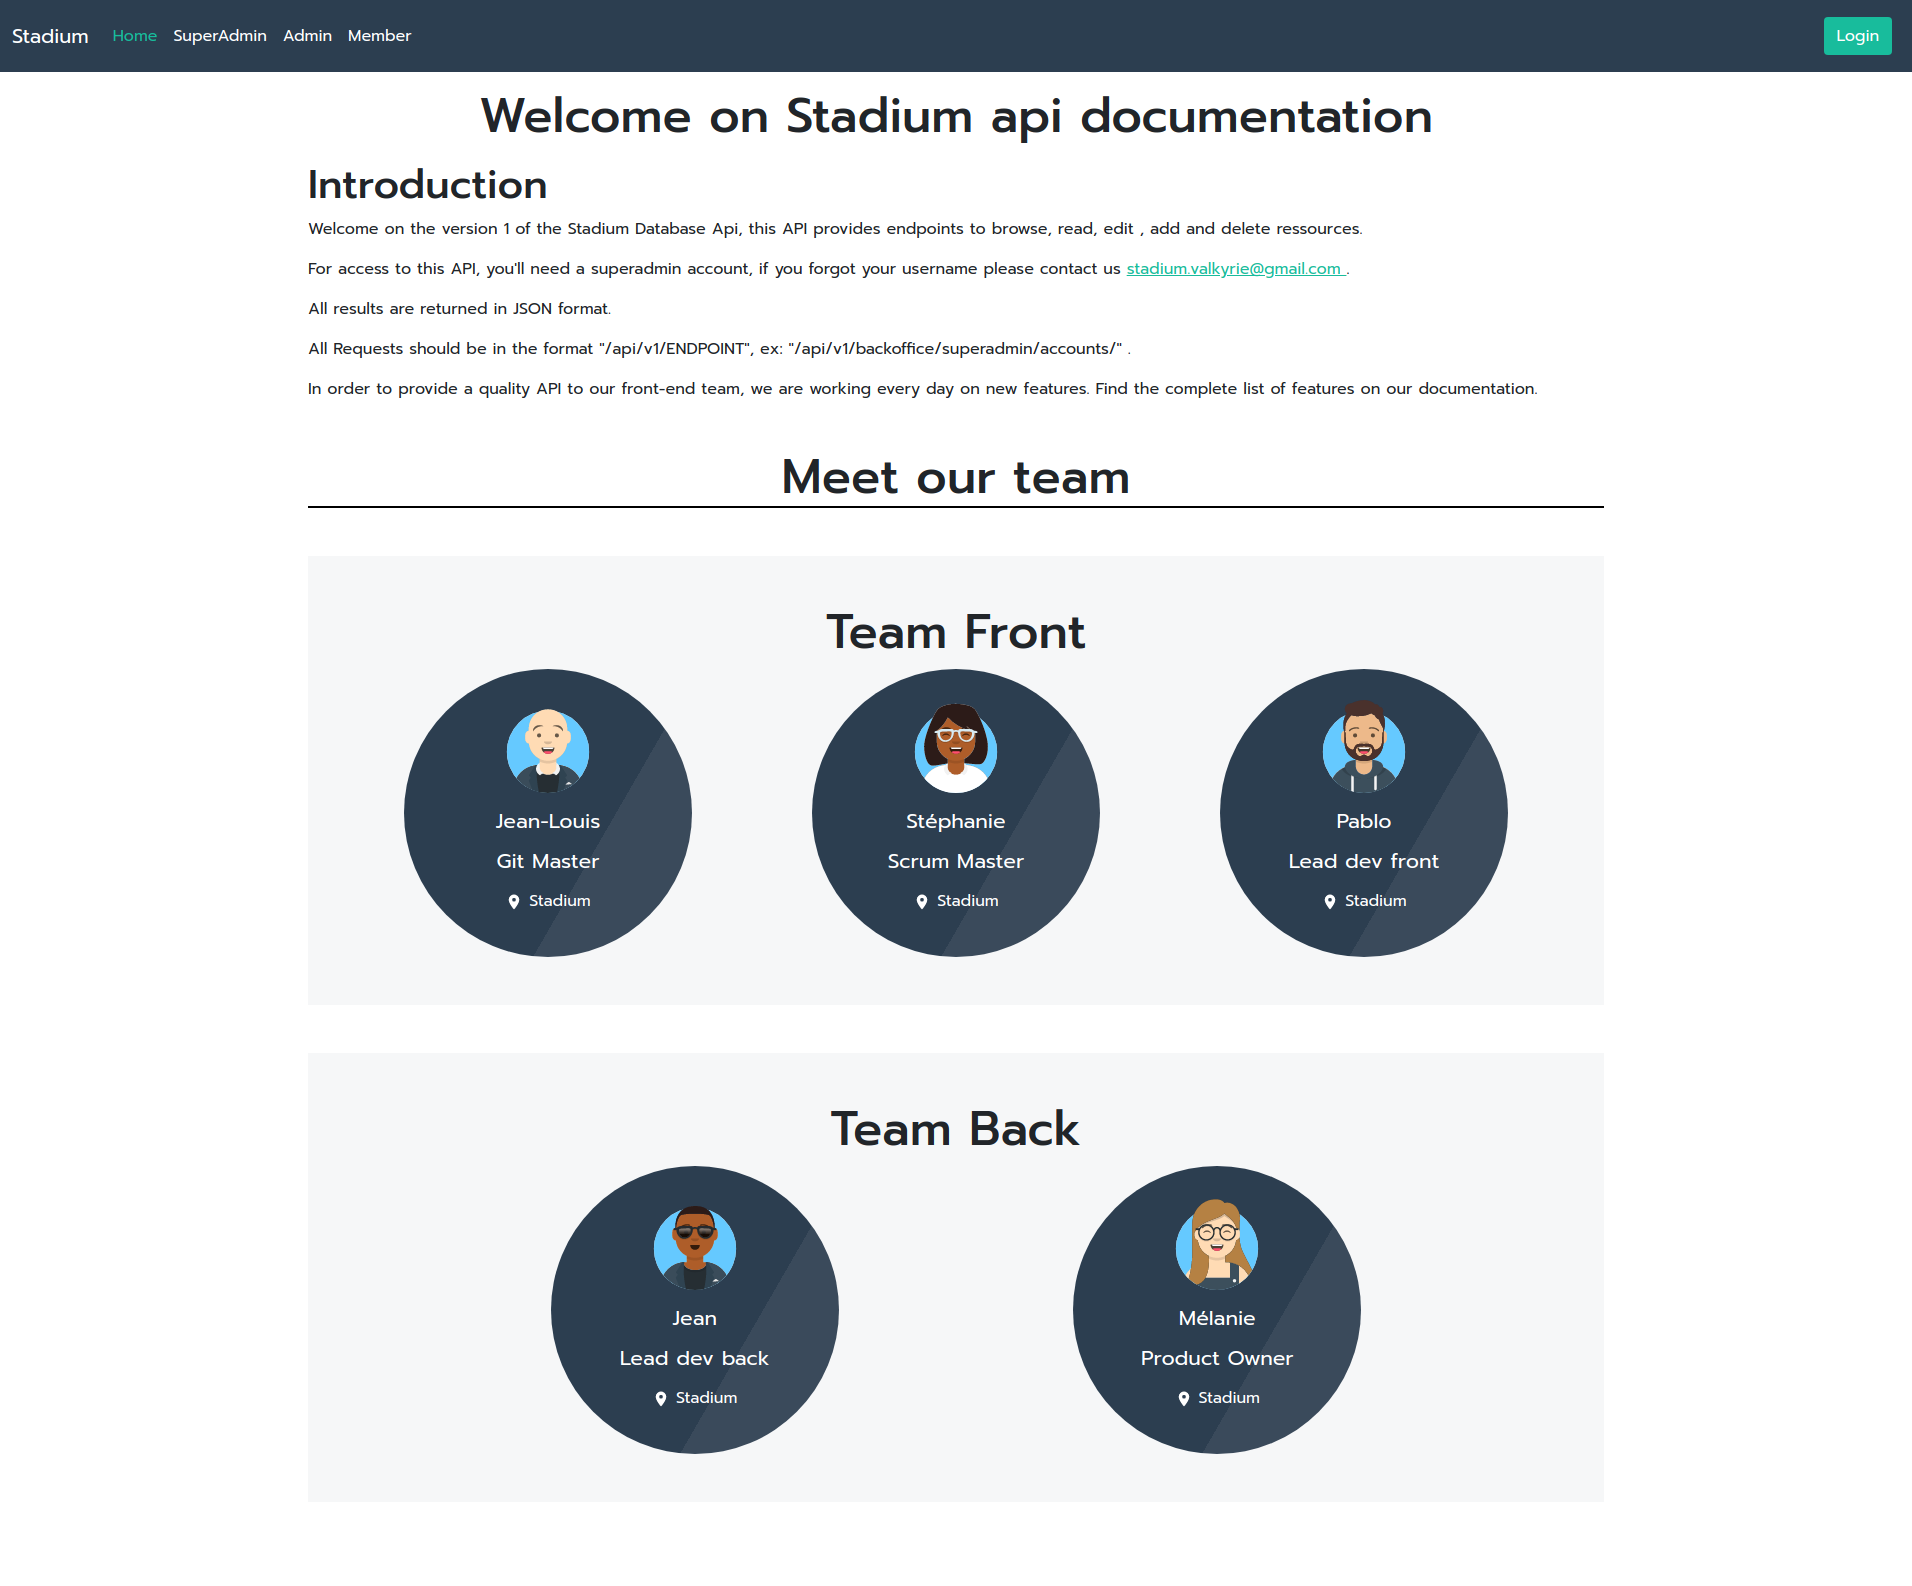 Stadium Home SuperAdmin Admin Member Login
Welcome on Stadium api documentation
Introduction
Welcome on the version 1 of the Stadium Database Api, this API provides endpoints to browse, read, edit , add and delete ressources.
For access to this API, you'll need a superadmin account, if you forgot your username please contact us stadium.valkyrie@gmail.com .
All results are returned in JSON format.
All Requests should be in the format "/api/v1/ENDPOINT", ex: "/api/v1/backoffice/superadmin/accounts/" .
In order to provide a quality API to our front-end team, we are working every day on new features. Find the complete list of features on our documentation.
Meet our team
Team Front
Jean-Louis
Git Master
Stadium
Stéphanie
Scrum Master
Stadium
Pablo
Lead dev front
Stadium
Team Back
Jean
Lead dev back
Stadium
Mélanie
Product Owner
Stadium